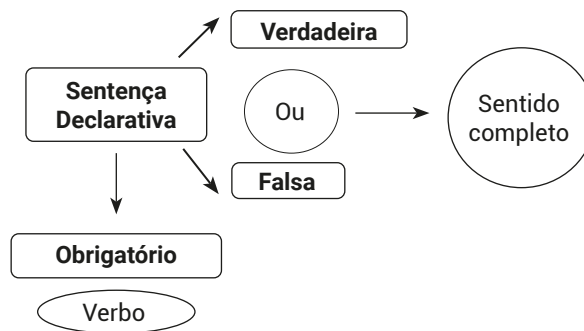 Verdadeira
Sentença
Declarativa
Ou
Sentido
completo
Falsa
Obrigatório
Verbo